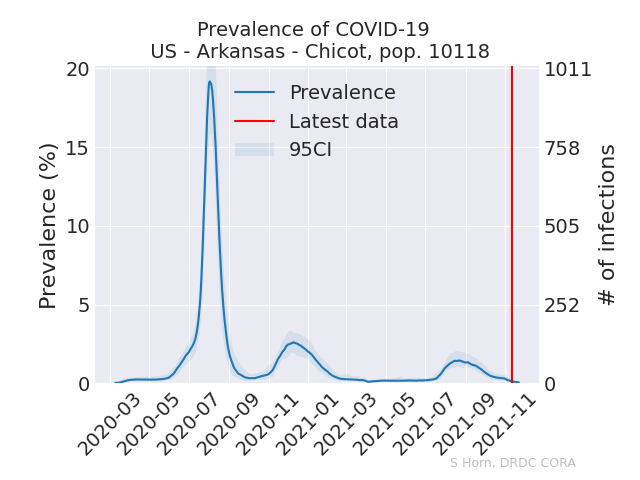 Prevalence of COVID-19
US - Arkansas - Chicot, pop. 10118
20
15
10
5
0
Prevalence (%)
1011
758
505
252
0
# of infections
Prevalence
Latest data
95CI
2020-03
2020-05
2020-07
2020-09
2020-11
2021-01
2021-03
2021-05
2021-07
2021-09
2021-11
S Horn, DRDC CORA